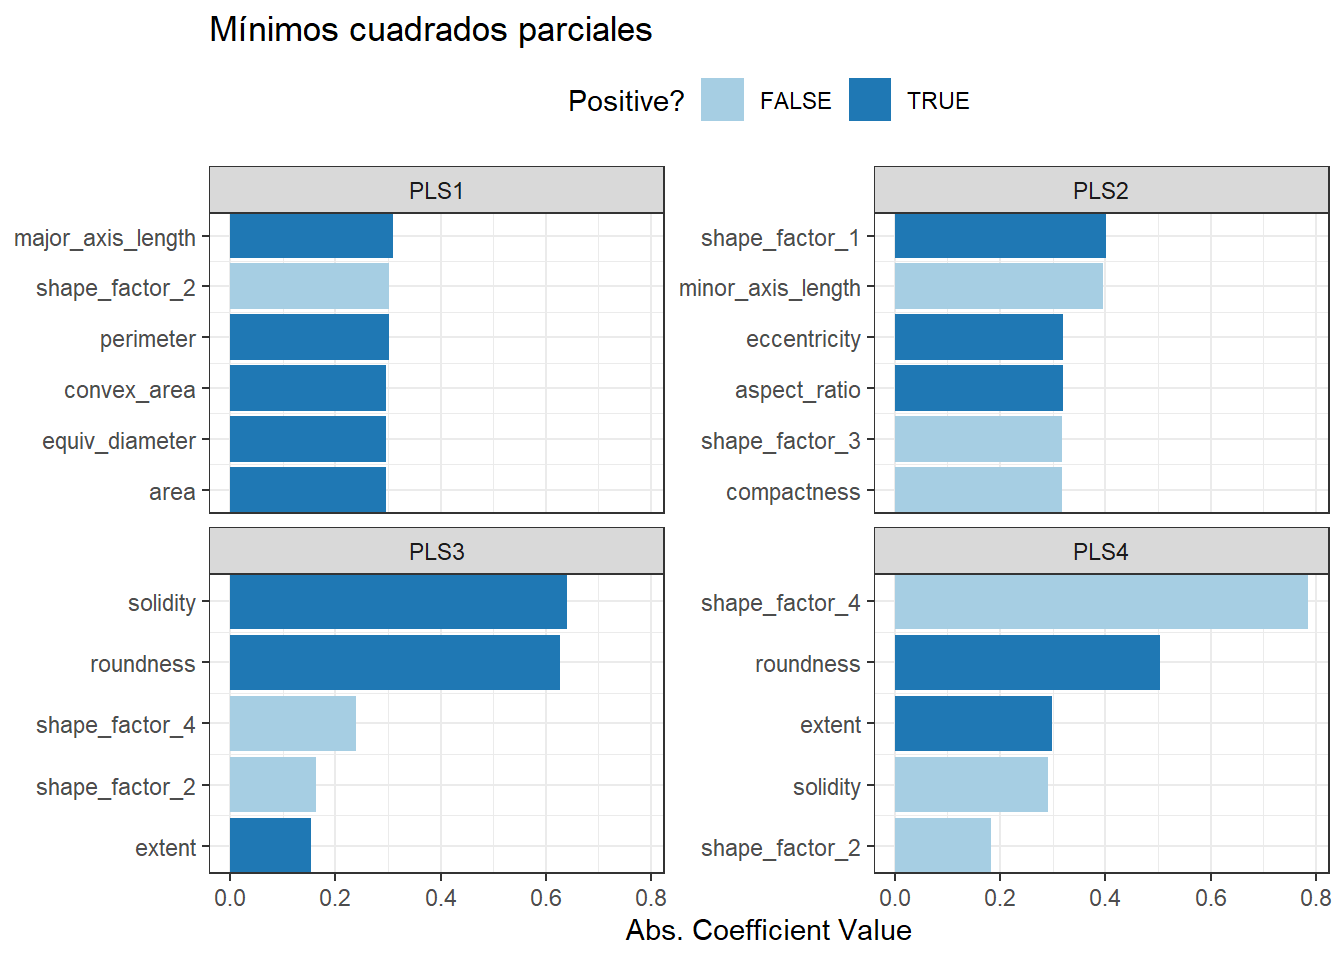 Mínimos cuadrados parciales
Positive? FALSE TRUE
PLS1
major_axis_length
shape_factor_2
perimeter
convex_area
equiv_diameter
area
PLS2
shape_factor_1
minor_axis_length
eccentricity
aspect_ratio
shape_factor_3
compactness
PLS3
solidity
roundness
shape_factor_4
shape_factor_2
extent
0.0 0.2 0.4 0.6 0.8
PLS4
shape_factor_4
roundness
extent
solidity
shape_factor_2
0.0 0.2 0.4 0.6 0.8
Abs. Coefficient Value